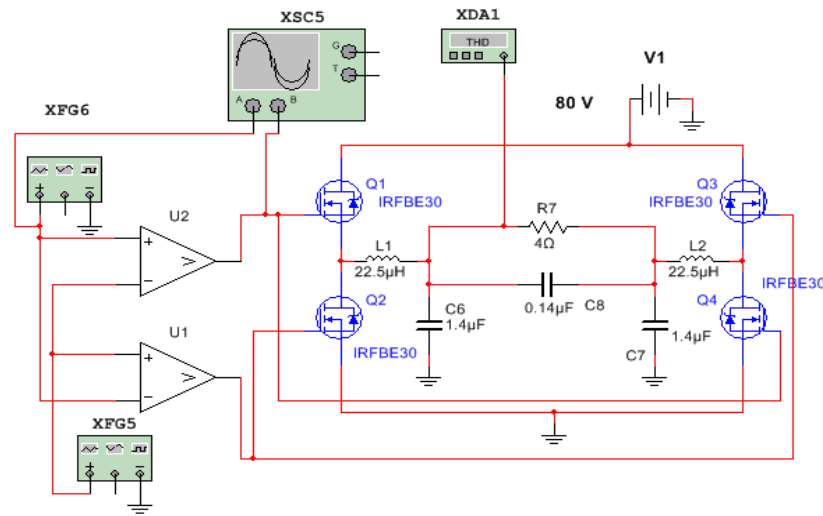 XSC5
XDA1
THD
V1
80 V
G
T
A
B
XFG6
+
−
U2
+
−
>
Q1
IRFBE30
Q3
IRFBE30
R7
4Ω
L1
22.5µH
L2
22.5µH
IRFBE30
Q2
IRFBE30
C6
1.4µF
0.14µF
C8
1.4µF
C7
Q4
U1
+
−
>
XFG5
+
−